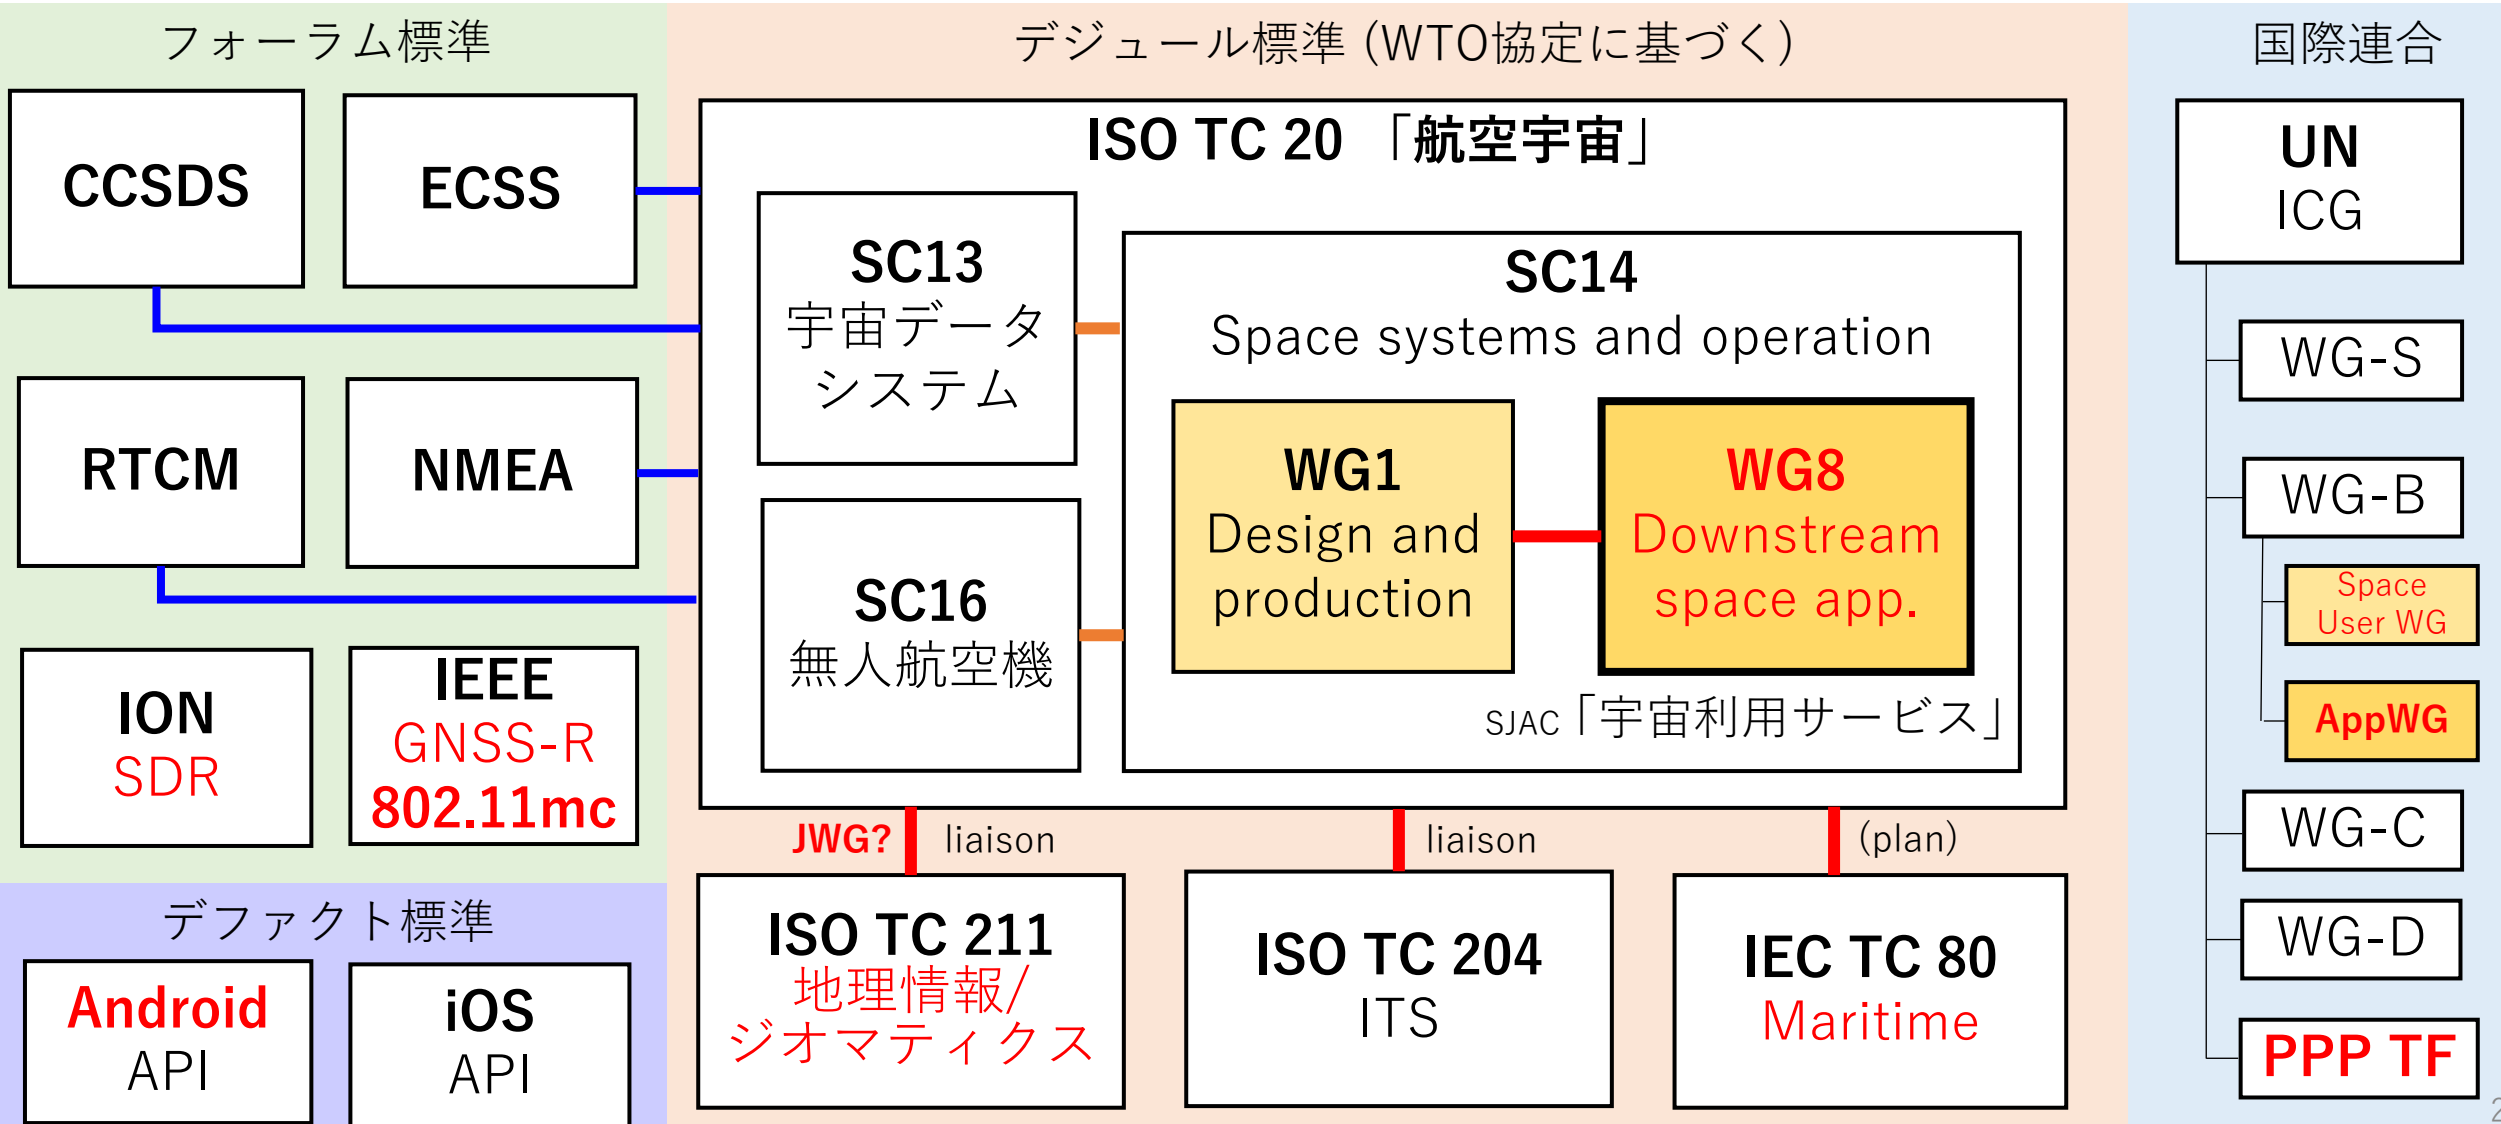 フォーラム標準
CCSDS
ECSS
RTCM
NMEA
ION
SDR
IEEE
GNSS-R
802.11mc
デファクト標準
Android
API
iOS
API
デジュール標準 (WTO協定に基づく)
ISO TC 20 「航空宇宙」
SC13
宇宙データ
システム
SC16
無人航空機
SC14
Space systems and operation
WG1
Design and
production
WG8
Downstream
space app.
SJAC「宇宙利用サービス」
JWG?
liaison
liaison
(plan)
ISO TC 211
地理情報/
ジオマティクス
ISO TC 204
ITS
IEC TC 80
Maritime
国際連合
UN
ICG
WG-S
WG-B
Space
User WG
AppWG
WG-C
WG-D
PPP TF